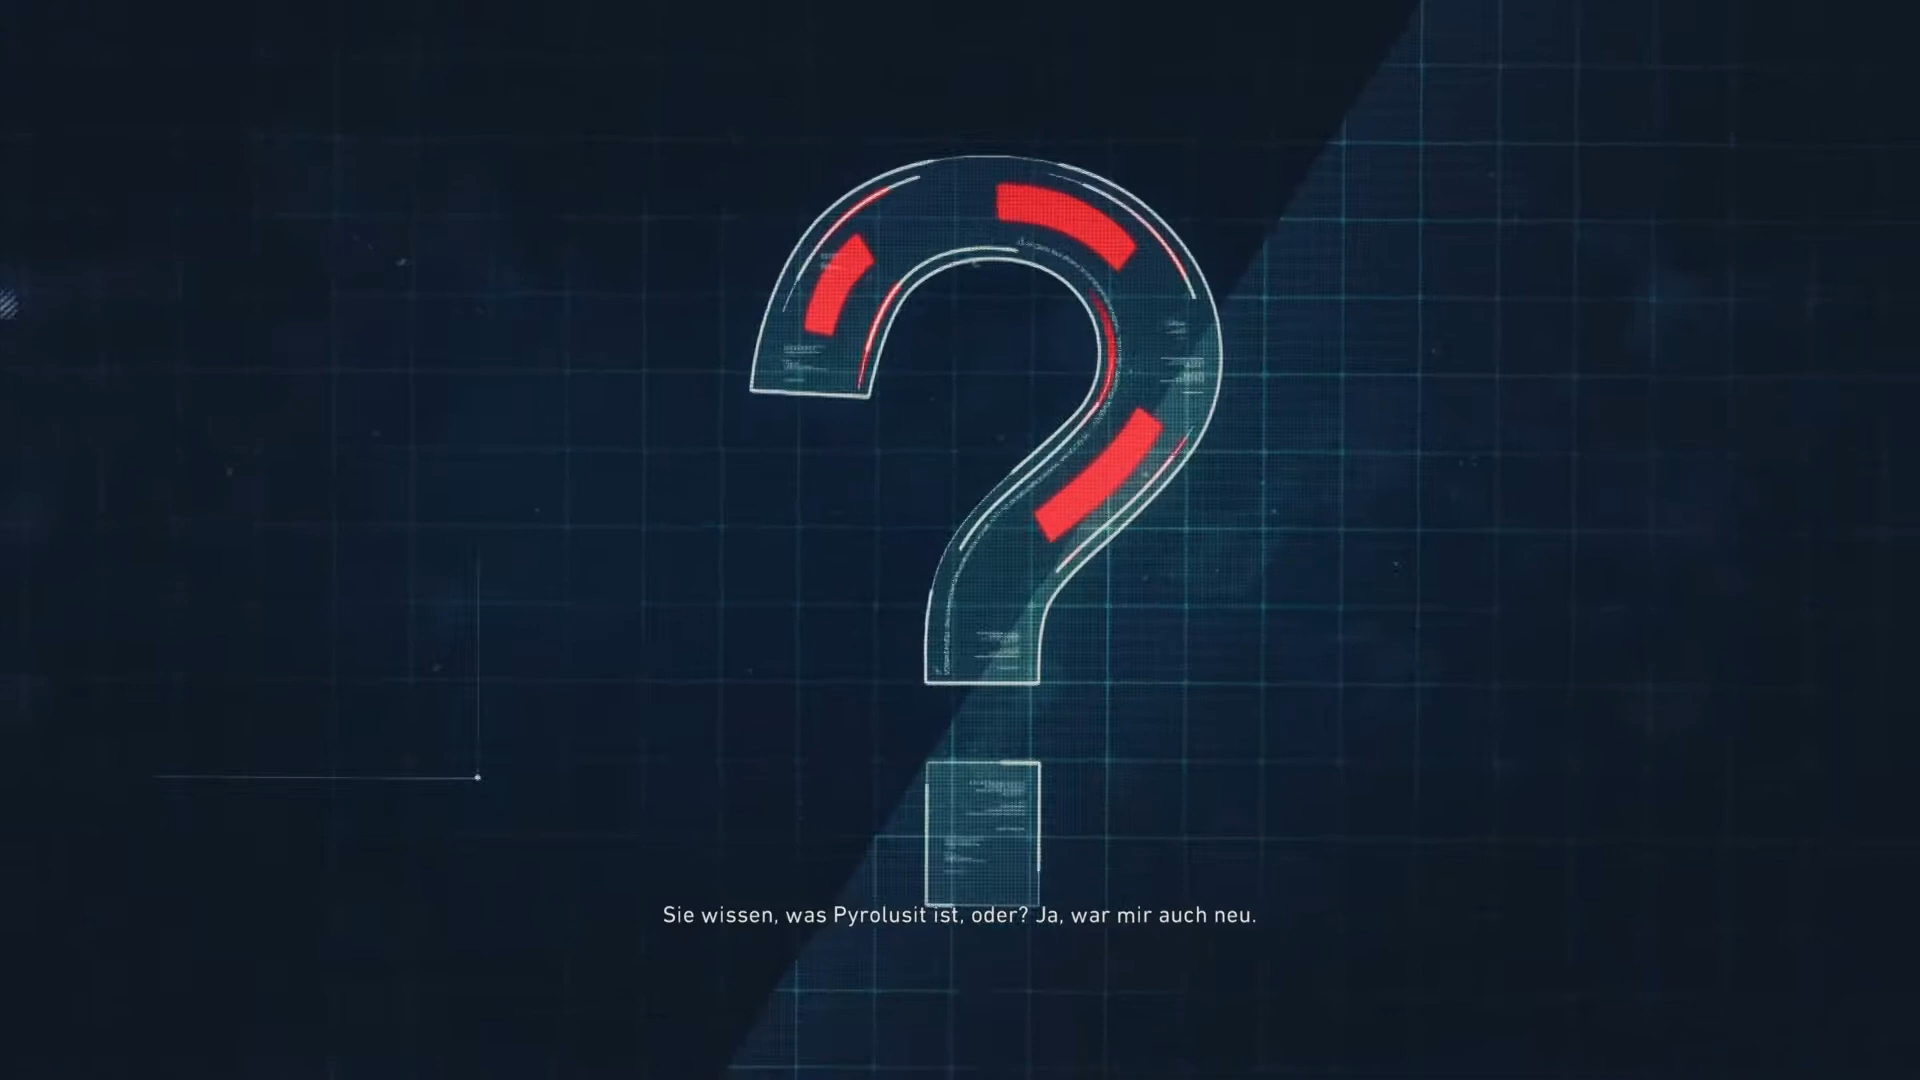 Sie wissen, was Pyrolusit ist, oder? Ja, war mir auch neu.